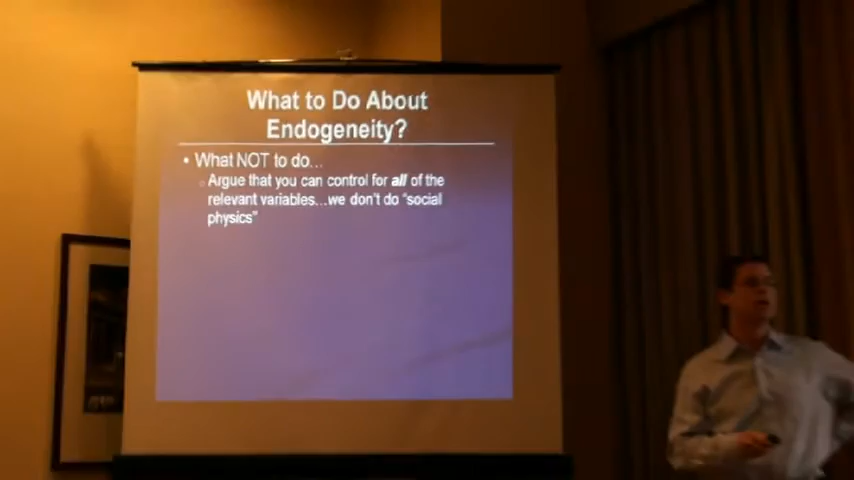 What to Do About
Endogeneity?
• What NOT to do...
Argue that you can control for all of the
relevant variables...we don't do "social
physics"